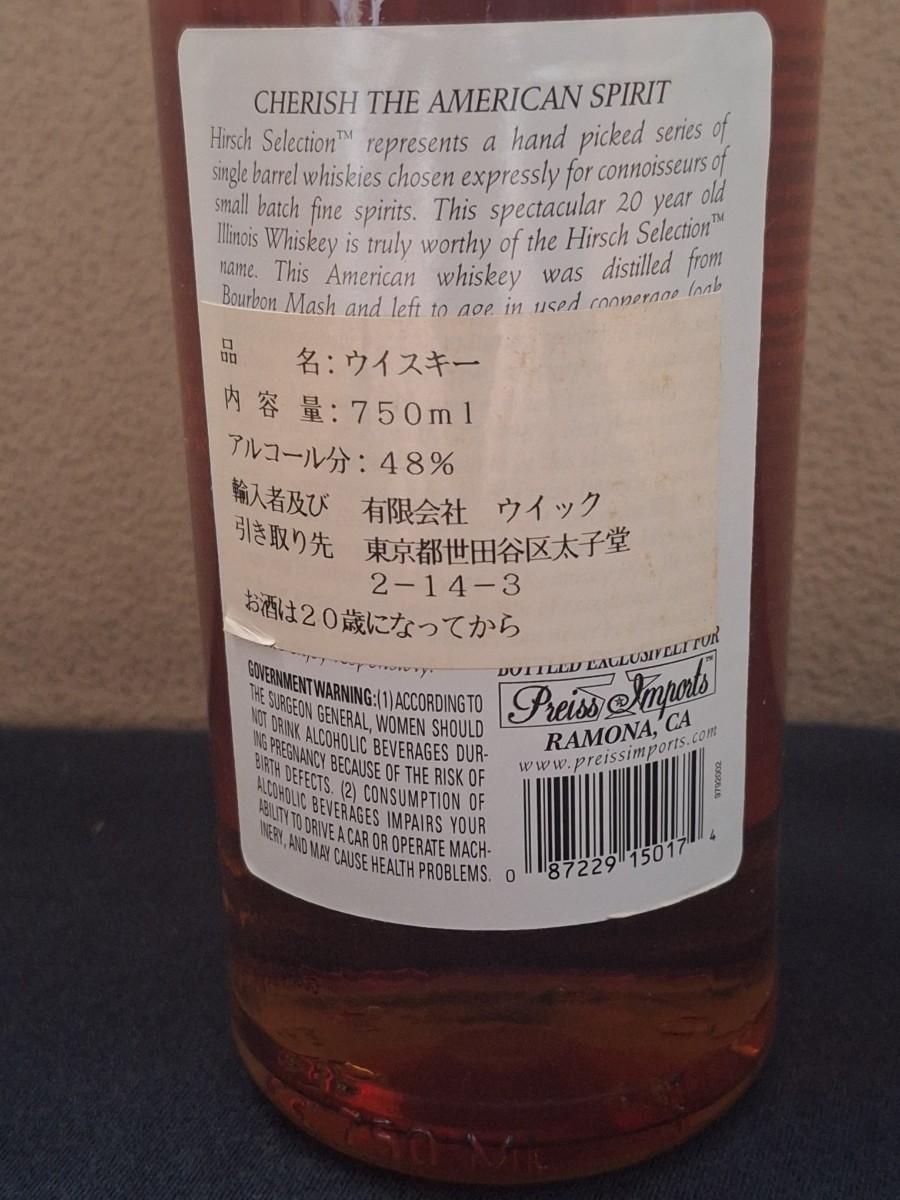 CHERISH THE AMERICAN SPIRIT
Hirsch Selection™ represents a hand picked series of
single barrel whiskies chosen expressly for connoisseurs of
small batch fine spirits. This spectacular 20 year old
Illinois Whiskey is truly worthy of the Hirsch Selection™
name. This American whiskey was distilled from
Bourbon Mash and left to age in used cooperage (oak
品名:ウイスキー
内容量:750ml
アルコール分:48%
輸入者及び 有限会社 ウイック
引き取り先 東京都世田谷区太子堂
2-14-3
お酒は20歳になってから
enjoy responsibly.
BOTTLED EXCLUSIVELY FOR
Preiss Imports™
RAMONA, CA
www.preissimports.com
GOVERNMENT WARNING: (1) ACCORDING TO
THE SURGEON GENERAL, WOMEN SHOULD
NOT DRINK ALCOHOLIC BEVERAGES DUR-
ING PREGNANCY BECAUSE OF THE RISK OF
BIRTH DEFECTS. (2) CONSUMPTION OF
ALCOHOLIC BEVERAGES IMPAIRS YOUR
ABILITY TO DRIVE A CAR OR OPERATE MACH-
INERY, AND MAY CAUSE HEALTH PROBLEMS.
9792002
0 87229 15017 4
750 ML